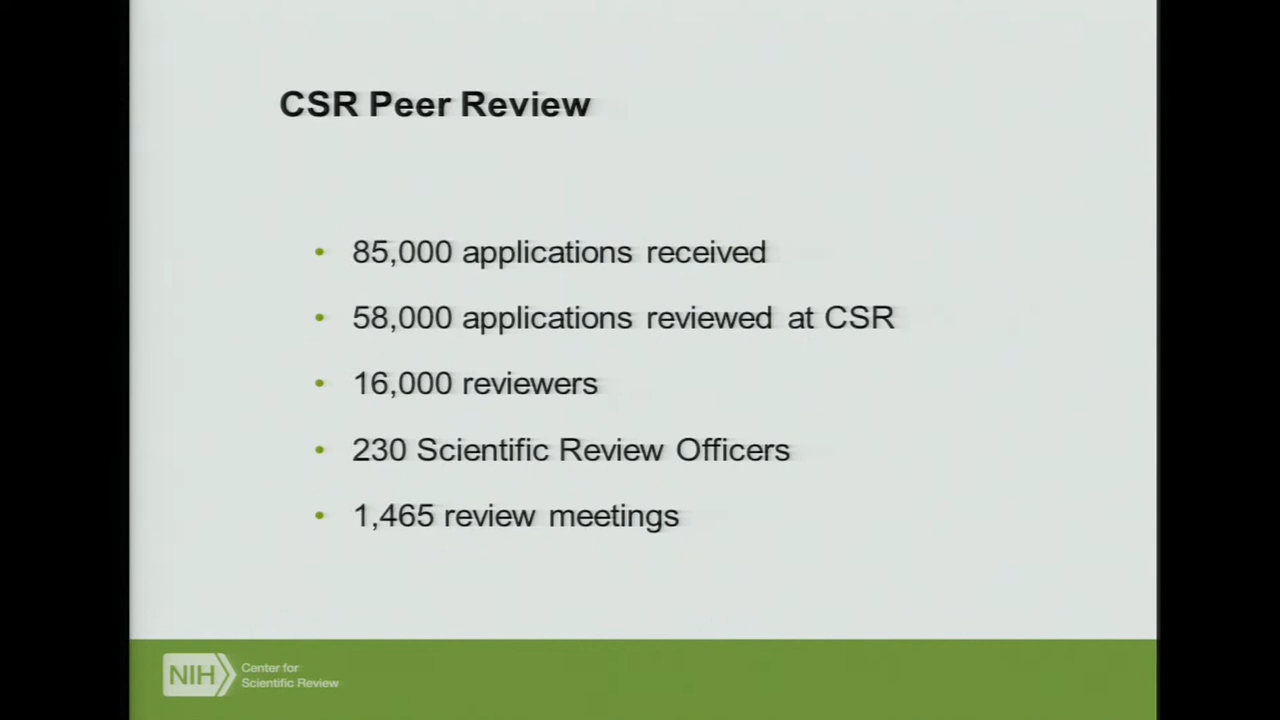 CSR Peer Review
• 85,000 applications received
• 58,000 applications reviewed at CSR
• 16,000 reviewers
• 230 Scientific Review Officers
• 1,465 review meetings
NIH
Center for
Scientific Review